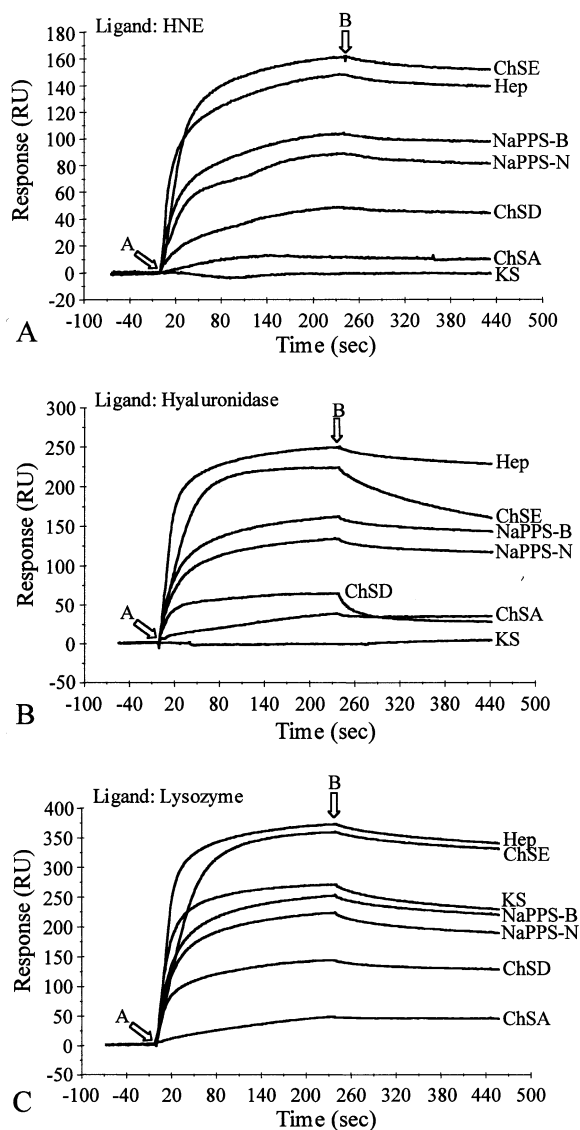 Ligand: HNE
B
180
160
140
120
100
80
60
40
20
0
-20
Response (RU)
A
ChSE
Hep
NaPPS-B
NaPPS-N
ChSD
ChSA
KS
-100 -40 20 80 140 200 260 320 380 440 500
Time (sec)
A
Ligand: Hyaluronidase
B
300
250
200
150
100
50
0
-50
Response (RU)
A
Hep
ChSE
NaPPS-B
NaPPS-N
ChSD
ChSA
KS
-100 -40 20 80 140 200 260 320 380 440 500
Time (sec)
B
Ligand: Lysozyme
B
400
350
300
250
200
150
100
50
0
-50
Response (RU)
A
Hep
ChSE
KS
NaPPS-B
NaPPS-N
ChSD
ChSA
-100 -40 20 80 140 200 260 320 380 440 500
Time (sec)
C